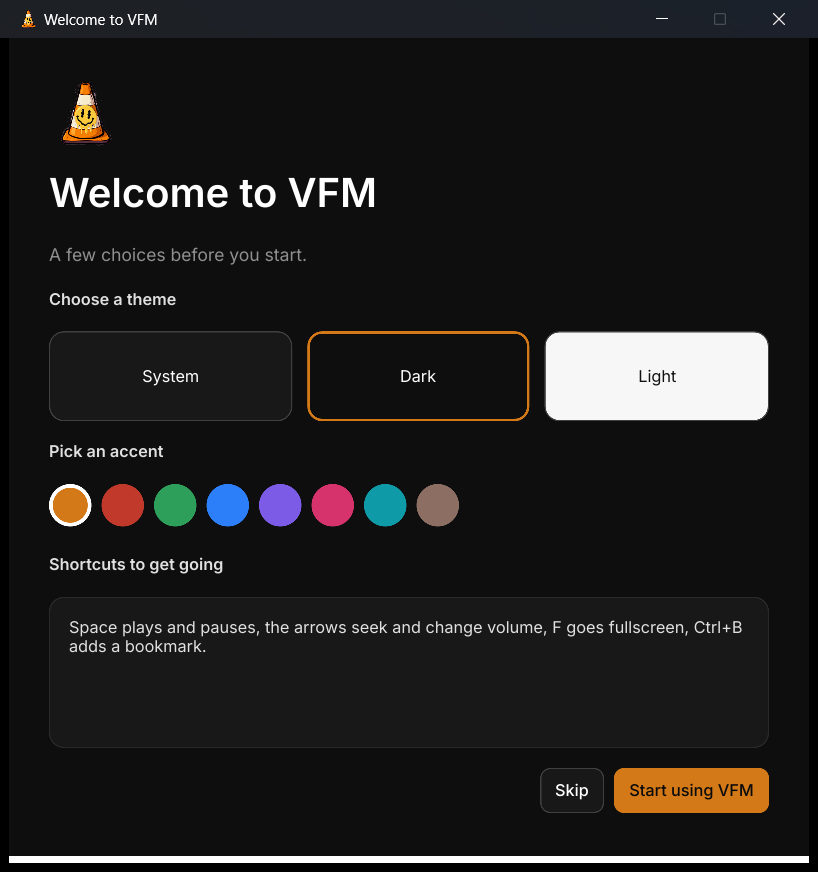 Welcome to VFM
Welcome to VFM
A few choices before you start.
Choose a theme
System
Dark
Light
Pick an accent
Shortcuts to get going
Space plays and pauses, the arrows seek and change volume, F goes fullscreen, Ctrl+B
adds a bookmark.
Skip
Start using VFM